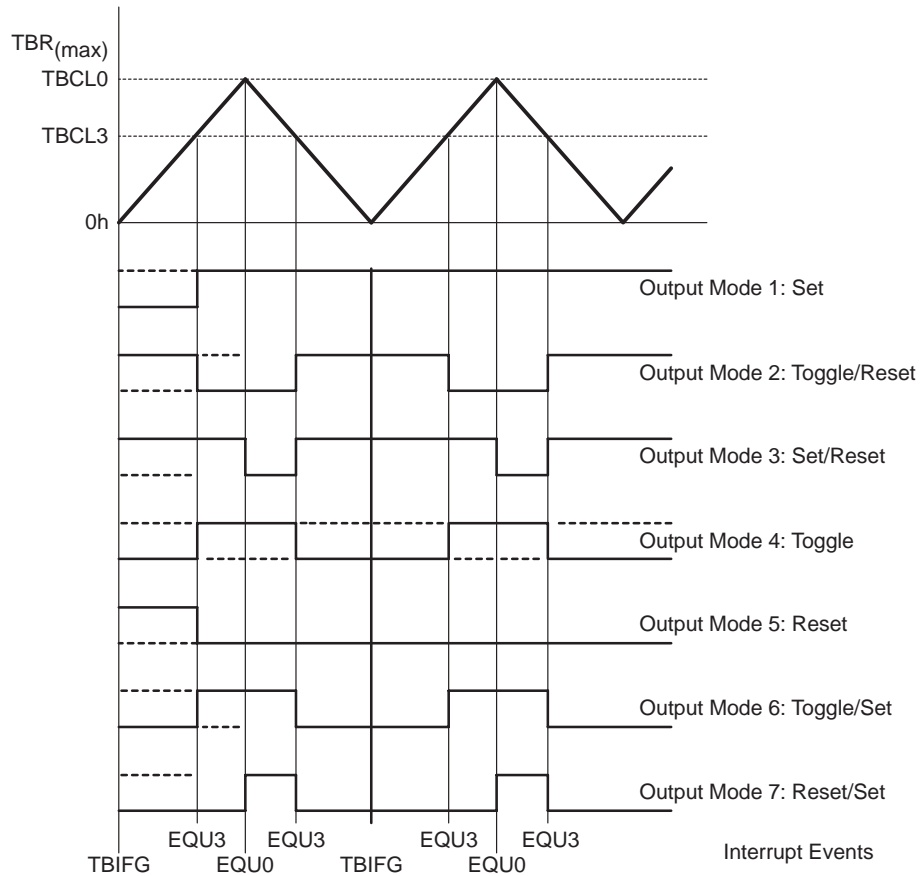 TBR(max)
TBCL0
TBCL3
0h
Output Mode 1: Set
Output Mode 2: Toggle/Reset
Output Mode 3: Set/Reset
Output Mode 4: Toggle
Output Mode 5: Reset
Output Mode 6: Toggle/Set
Output Mode 7: Reset/Set
EQU3 EQU3 EQU3 EQU3
TBIFG EQU0 TBIFG EQU0 Interrupt Events